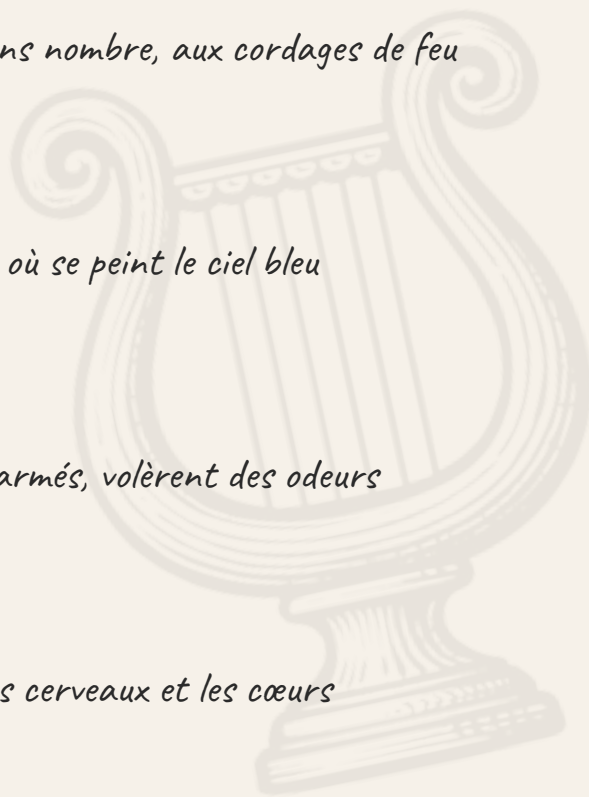 ns nombre, aux cordages de feu
où se peint le ciel bleu
armés, volèrent des odeurs
s cerveaux et les cœurs